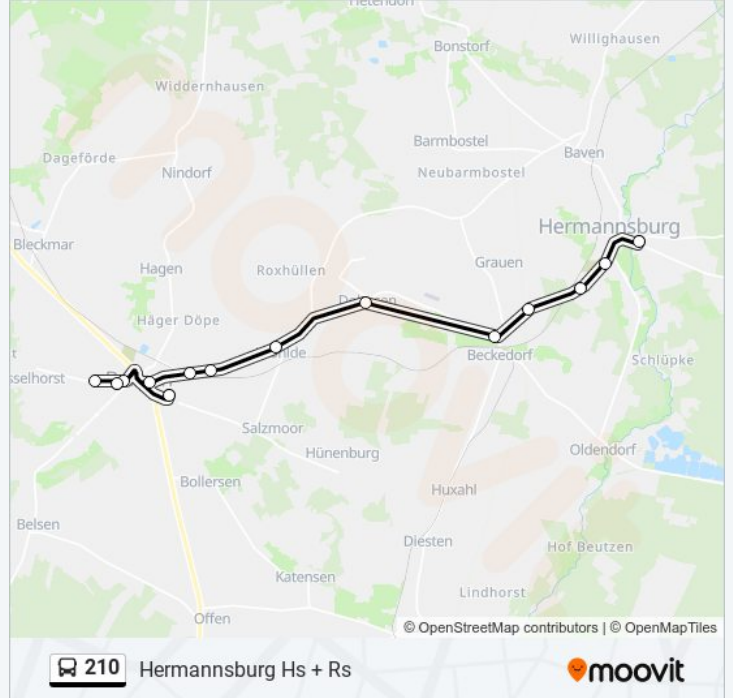 Hetendorf
Bonstorf
Willighausen
Widdernhausen
Barmbostel
Baven
Dageförde
Nindorf
Neubarmbostel
Hermannsburg
Bleckmar
Hagen
Roxhüllen
Grauen
Häger Döpe
Beckedorf
Schlüpke
sselhorst
Salzmoor
Hünenburg
Oldendorf
Bollersen
Huxahl
Belsen
Diesten
Hof Beutzen
Katensen
Lindhorst
Offen
© OpenStreetMap contributors | © OpenMapTiles
210 Hermannsburg Hs + Rs
moovit